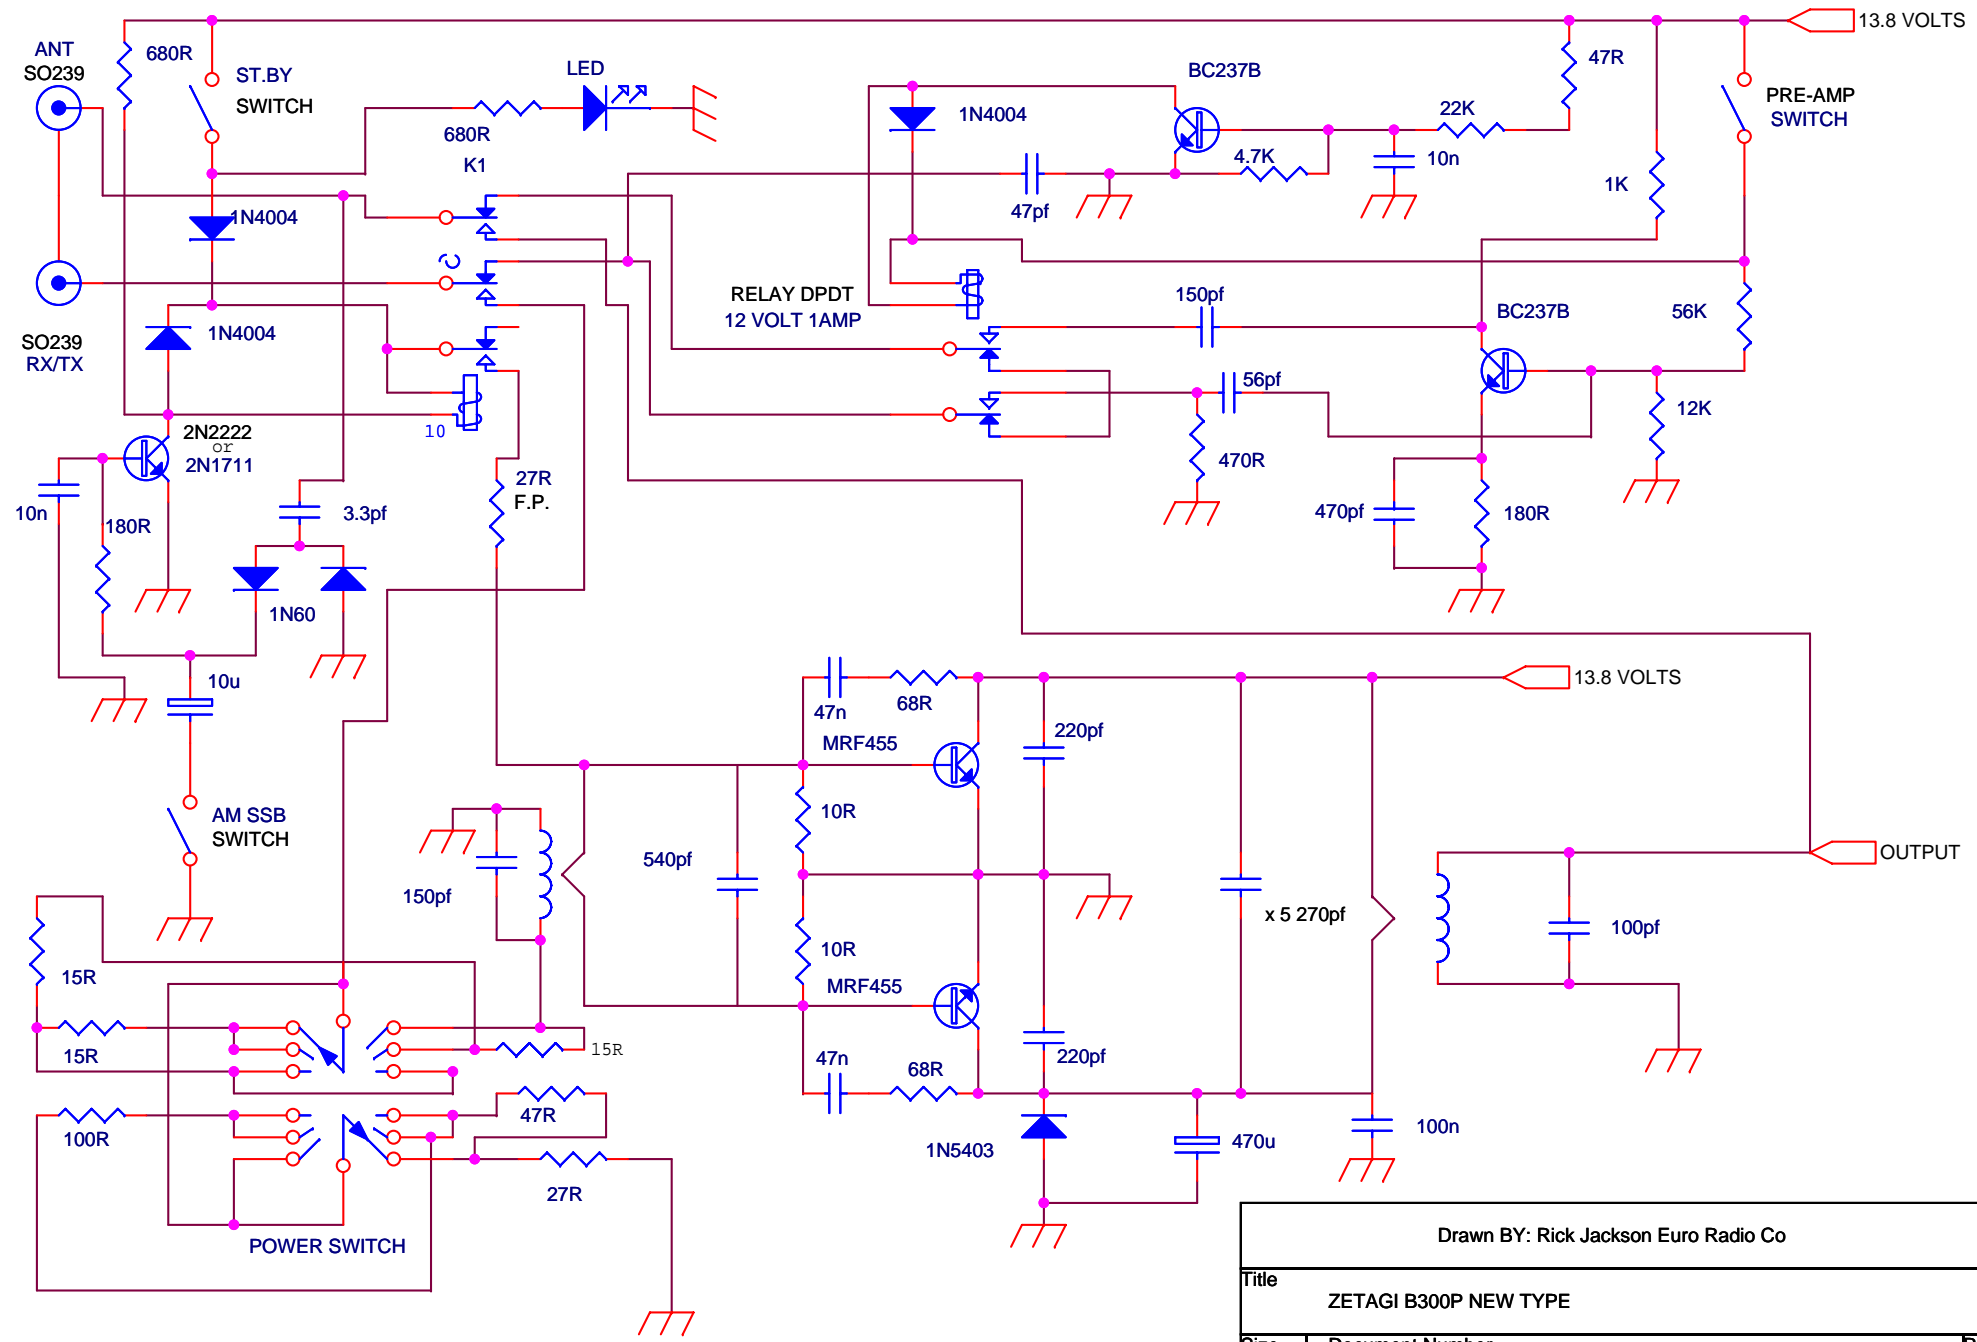 13.8 VOLTS
ANT
SO239
680R
ST.BY
SWITCH
LED
680R
K1
BC237B
1N4004
47R
22K
PRE-AMP
SWITCH
4.7K
10n
47pf
1K
1N4004
RELAY DPDT
12 VOLT 1AMP
150pf
BC237B
56K
SO239
RX/TX
1N4004
56pf
12K
10
2N2222
or
2N1711
27R
F.P.
470R
10n
180R
3.3pf
470pf
180R
1N60
10u
47n
68R
13.8 VOLTS
MRF455
220pf
AM SSB
SWITCH
10R
540pf
150pf
OUTPUT
x 5 270pf
100pf
10R
15R
MRF455
15R
15R
47n
68R
220pf
47R
100R
1N5403
470u
100n
27R
POWER SWITCH
Drawn BY: Rick Jackson Euro Radio Co
Title
ZETAGI B300P NEW TYPE
Size
Document Number